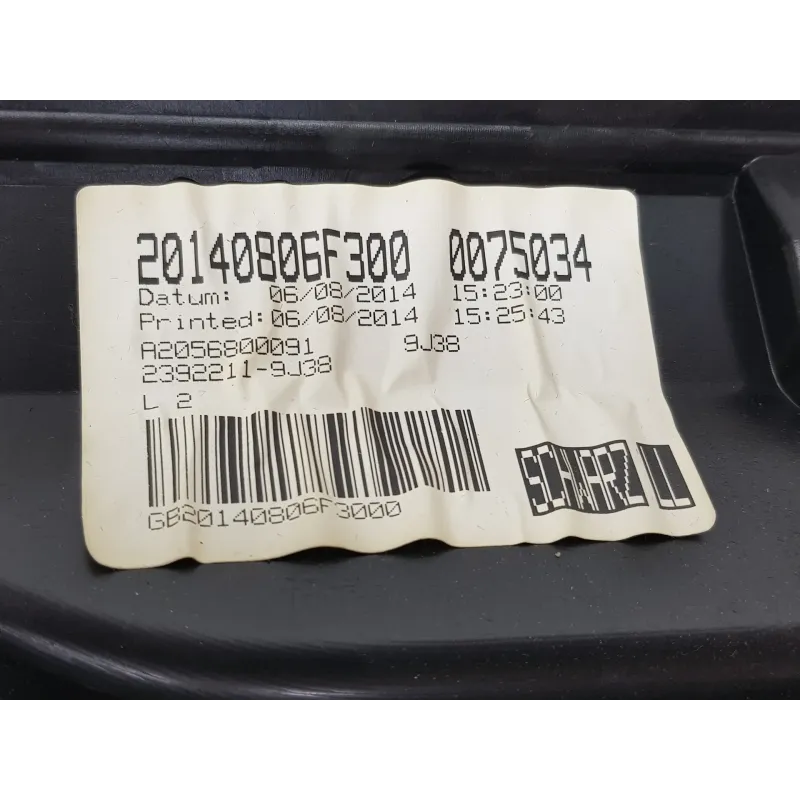 20140806F300 0075034
Datum: 06/08/2014 15:23:00
Printed: 06/08/2014 15:25:43
A2056800091 9J38
2392211-9J38
L 2
GB20140806F3000
SCHWARZ L